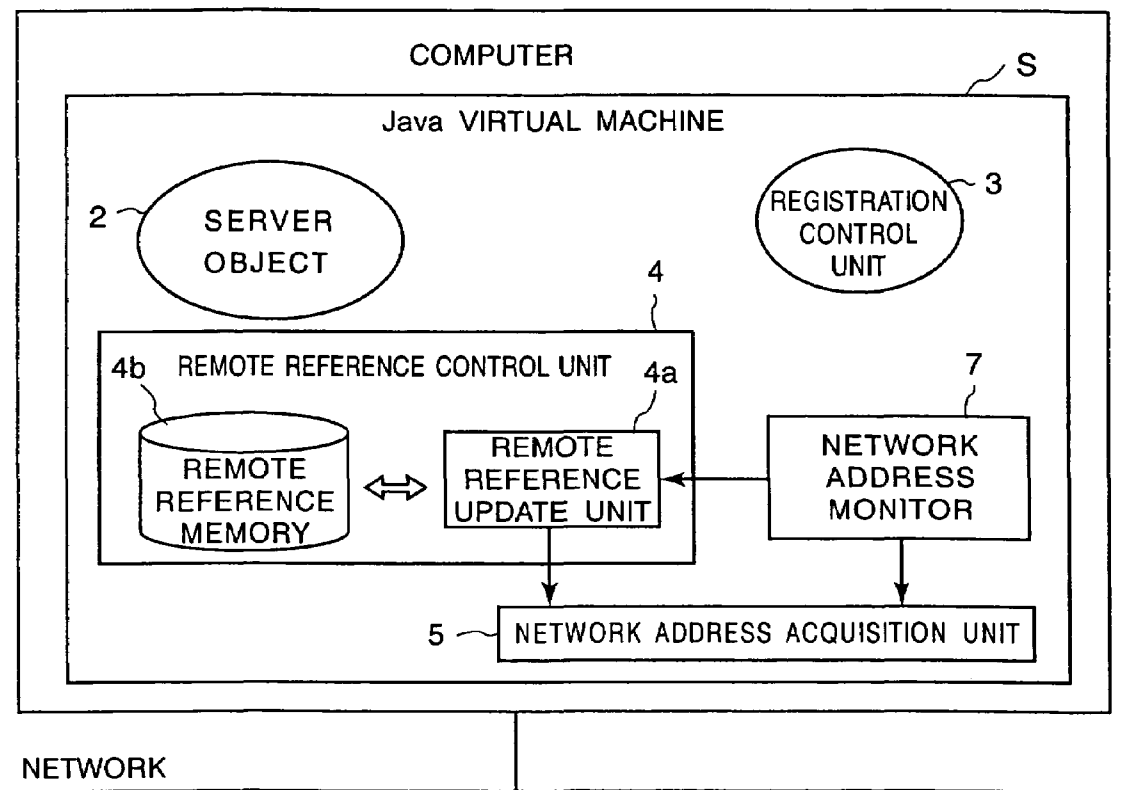 COMPUTER
S
Java VIRTUAL MACHINE
2
SERVER
OBJECT
3
REGISTRATION
CONTROL
UNIT
4
REMOTE REFERENCE CONTROL UNIT
4b
4a
7
REMOTE
REFERENCE
MEMORY
REMOTE
REFERENCE
UPDATE UNIT
NETWORK
ADDRESS
MONITOR
5
NETWORK ADDRESS ACQUISITION UNIT
NETWORK